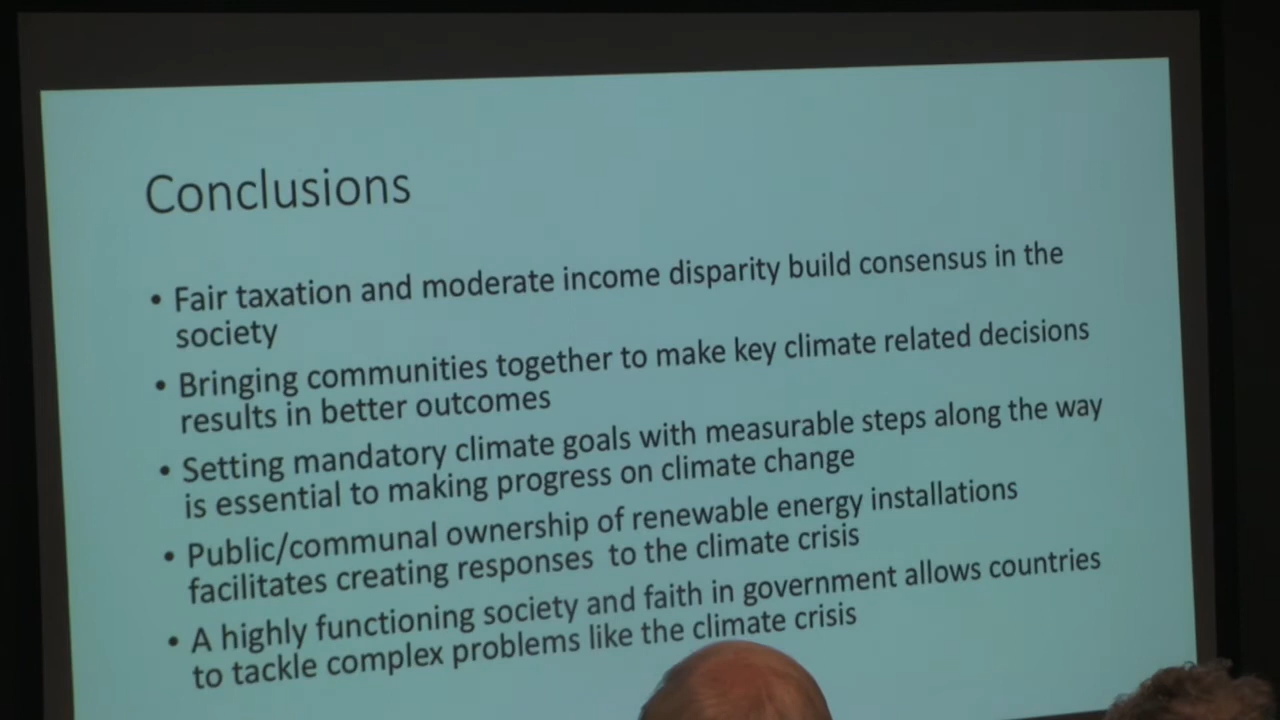 Conclusions
• Fair taxation and moderate income disparity build consensus in the
society
• Bringing communities together to make key climate related decisions
results in better outcomes
• Setting mandatory climate goals with measurable steps along the way
is essential to making progress on climate change
• Public/communal ownership of renewable energy installations
facilitates creating responses to the climate crisis
• A highly functioning society and faith in government allows countries
to tackle complex problems like the climate crisis